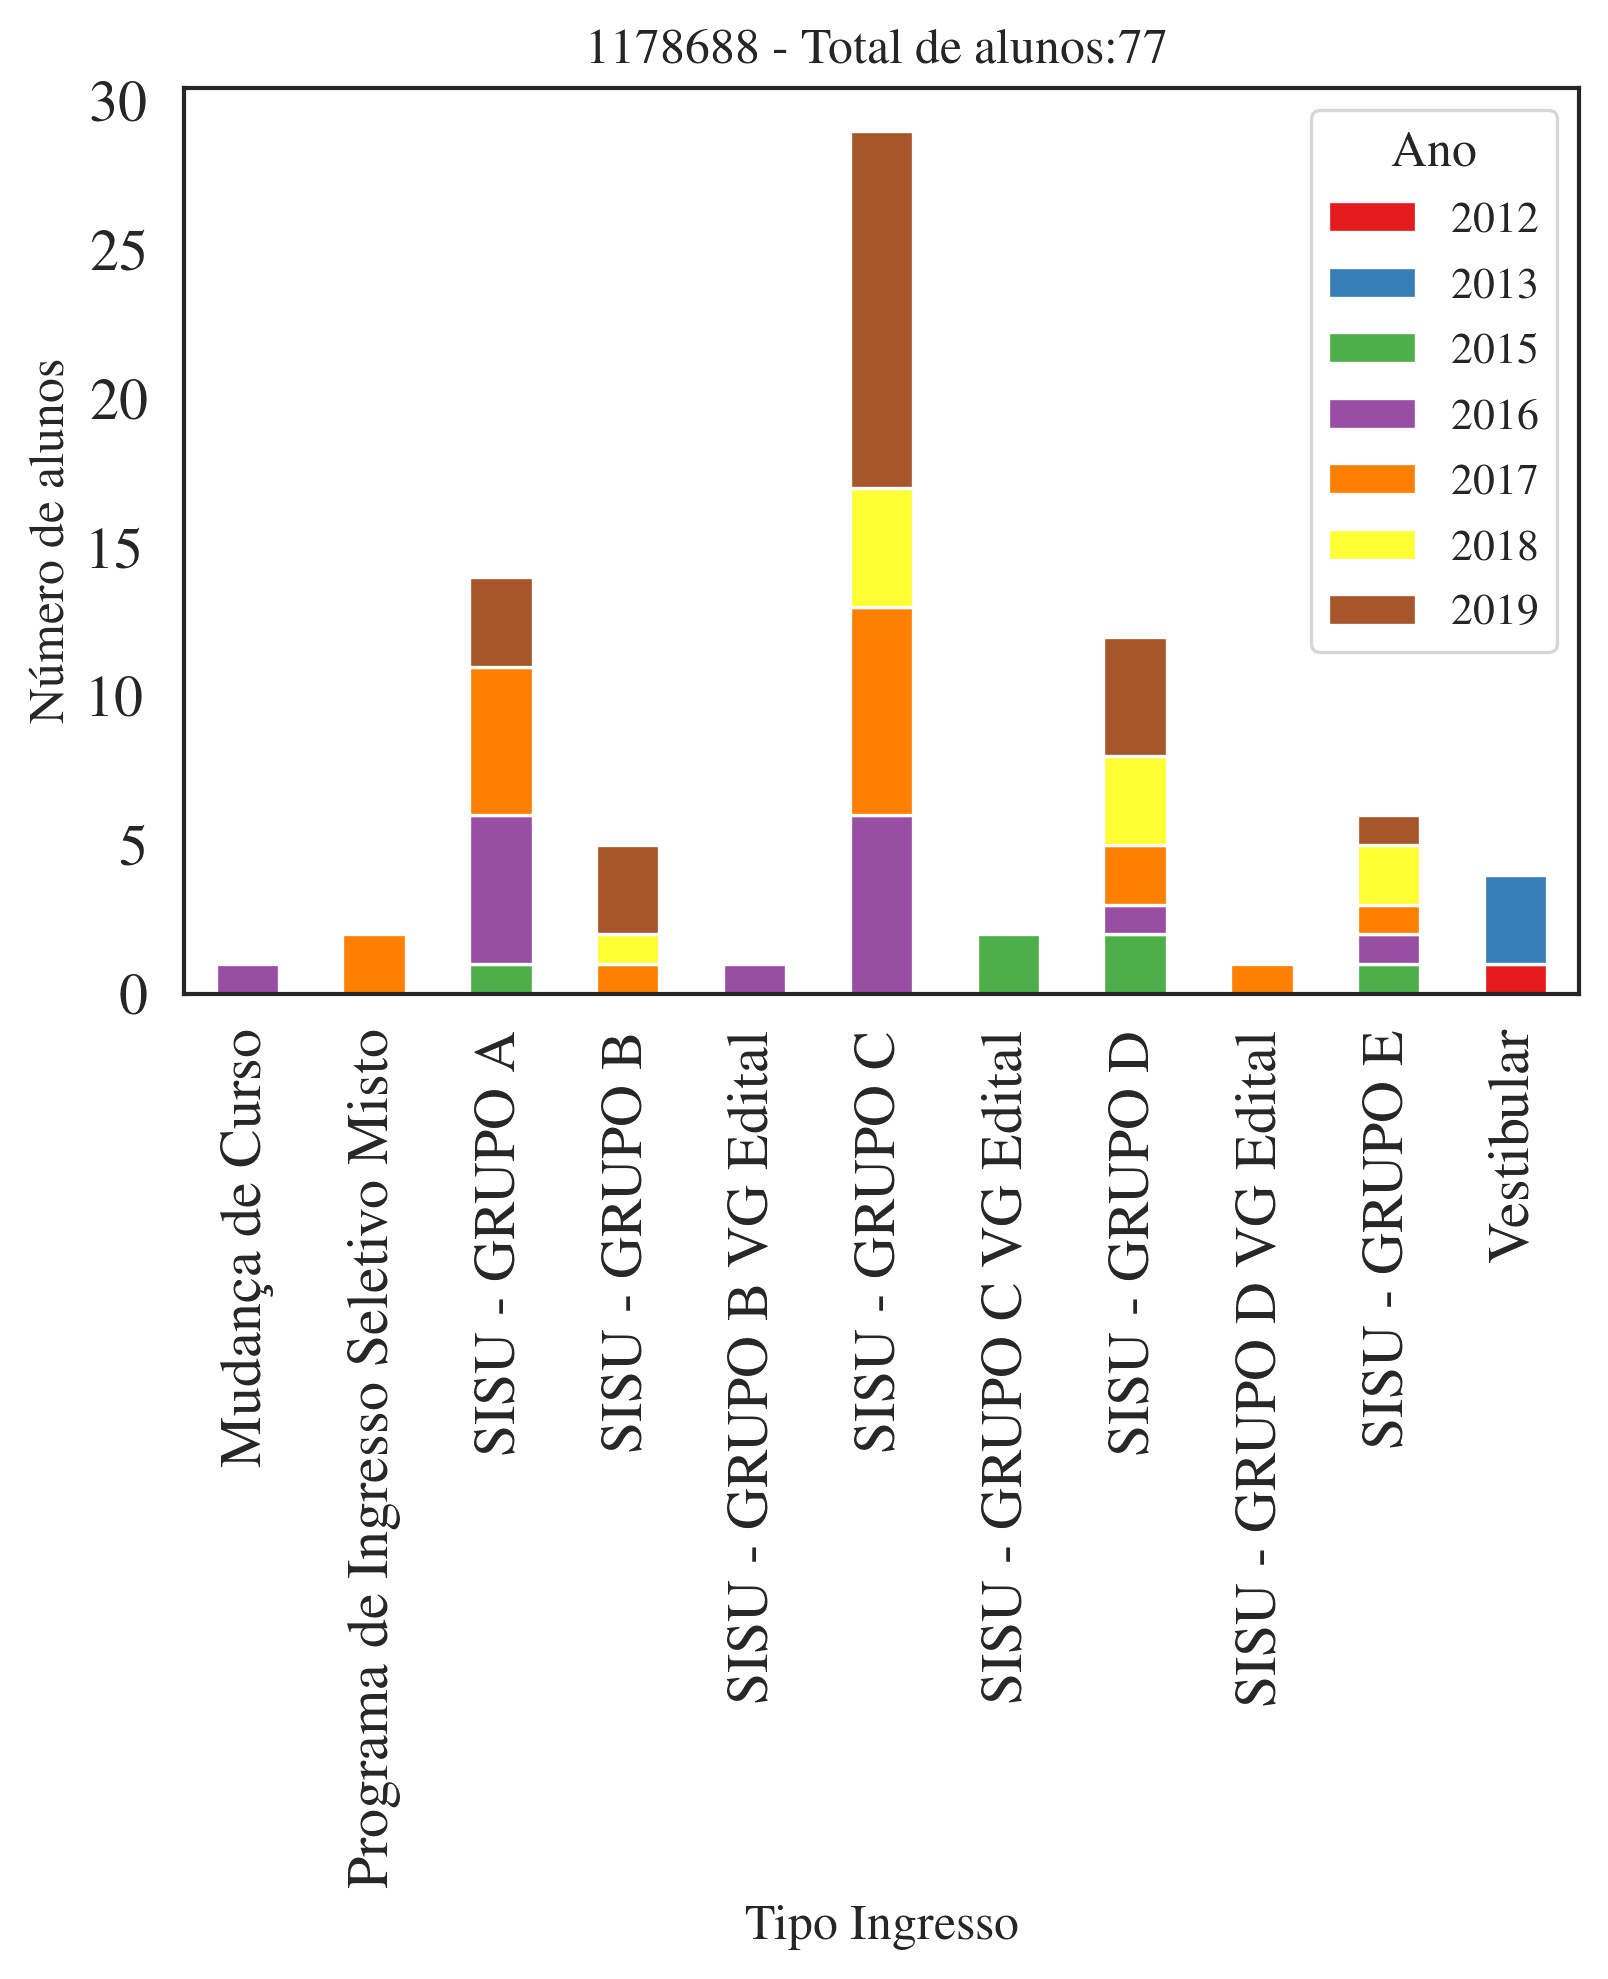 1178688 - Total de alunos:77
Número de alunos
30
25
20
15
10
5
0
Ano
2012
2013
2015
2016
2017
2018
2019
Mudança de Curso
Programa de Ingresso Seletivo Misto
SISU - GRUPO A
SISU - GRUPO B
SISU - GRUPO B VG Edital
SISU - GRUPO C
SISU - GRUPO C VG Edital
SISU - GRUPO D
SISU - GRUPO D VG Edital
SISU - GRUPO E
Vestibular
Tipo Ingresso